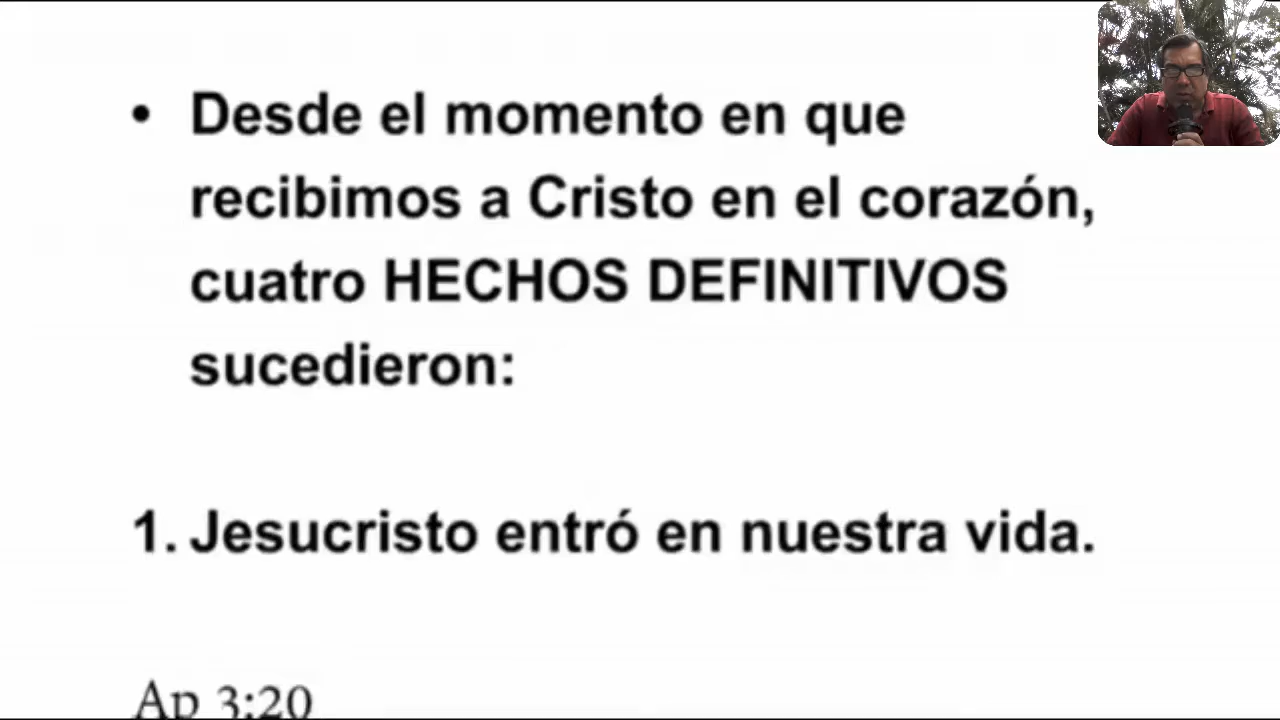 • Desde el momento en que
recibimos a Cristo en el corazón,
cuatro HECHOS DEFINITIVOS
sucedieron:
1. Jesucristo entró en nuestra vida.
Ap 3:20